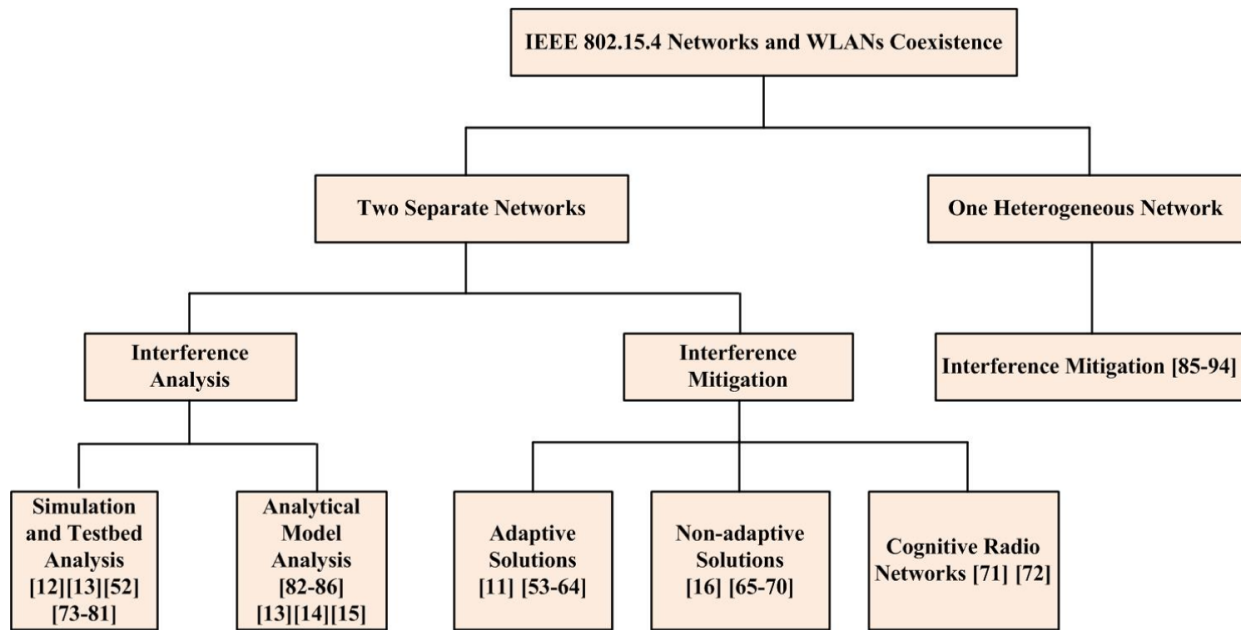 IEEE 802.15.4 Networks and WLANs Coexistence
Two Separate Networks
One Heterogeneous Network
Interference
Analysis
Interference
Mitigation
Interference Mitigation [85-94]
Simulation
and Testbed
Analysis
[12][13][52]
[73-81]
Analytical
Model
Analysis
[82-86]
[13][14][15]
Adaptive
Solutions
[11] [53-64]
Non-adaptive
Solutions
[16] [65-70]
Cognitive Radio
Networks [71] [72]